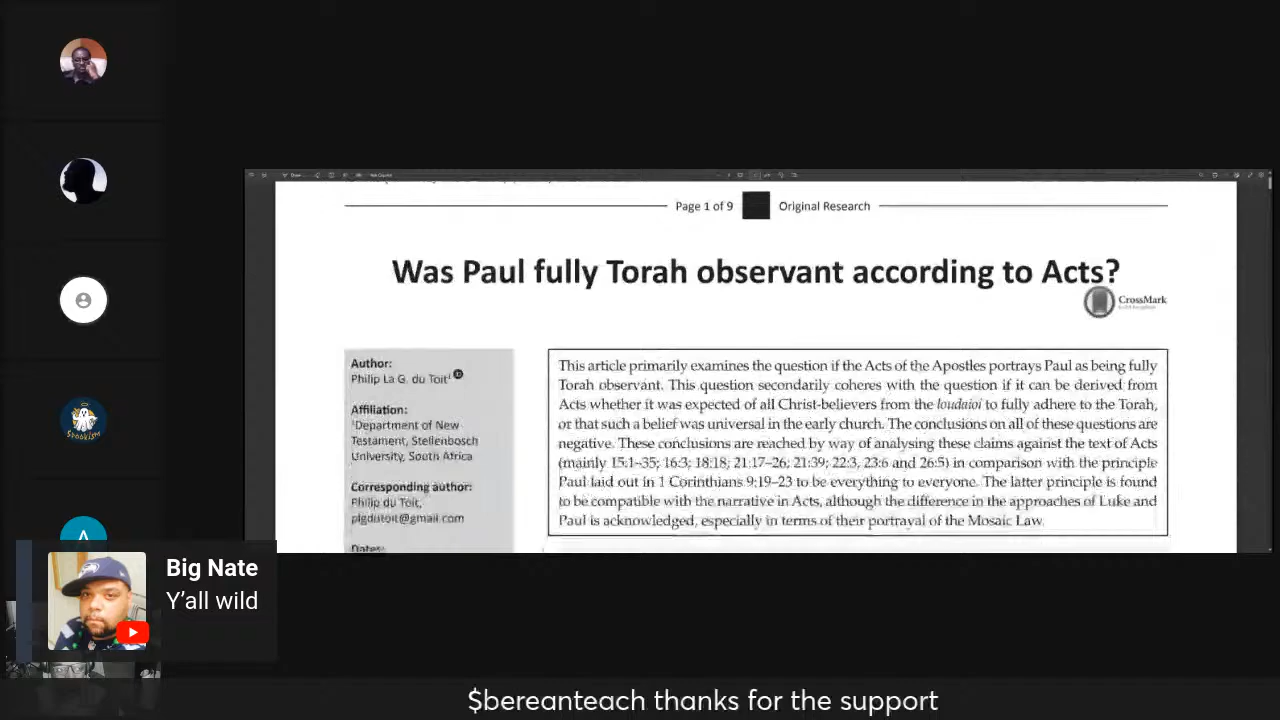 Page 1 of 9
Original Research
Was Paul fully Torah observant according to Acts?
CrossMark
Author:
Philip La G. du Toit¹
Affiliation:
¹Department of New
Testament, Stellenbosch
University, South Africa
Corresponding author:
Philip du Toit,
plgdutoit@gmail.com
Dates:
This article primarily examines the question if the Acts of the Apostles portrays Paul as being fully
Torah observant. This question secondarily coheres with the question if it can be derived from
Acts whether it was expected of all Christ-believers from the Ioudaioi to fully adhere to the Torah,
or that such a belief was universal in the early church. The conclusions on all of these questions are
negative. These conclusions are reached by way of analysing these claims against the text of Acts
(mainly 15:1–35; 16:3; 18:18; 21:17–26; 21:39; 22:3, 23:6 and 26:5) in comparison with the principle
Paul laid out in 1 Corinthians 9:19–23 to be everything to everyone. The latter principle is found
to be compatible with the narrative in Acts, although the difference in the approaches of Luke and
Paul is acknowledged, especially in terms of their portrayal of the Mosaic Law.
Spookism
A
Big Nate
Y'all wild
$bereanteach thanks for the support